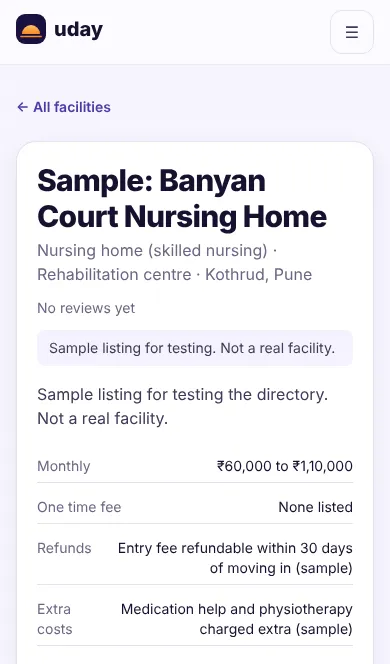 uday
☰
← All facilities
Sample: Banyan
Court Nursing Home
Nursing home (skilled nursing) ·
Rehabilitation centre · Kothrud, Pune
No reviews yet
Sample listing for testing. Not a real facility.
Sample listing for testing the directory.
Not a real facility.
Monthly ₹60,000 to ₹1,10,000
One time fee None listed
Refunds Entry fee refundable within 30 days
of moving in (sample)
Extra Medication help and physiotherapy
costs charged extra (sample)